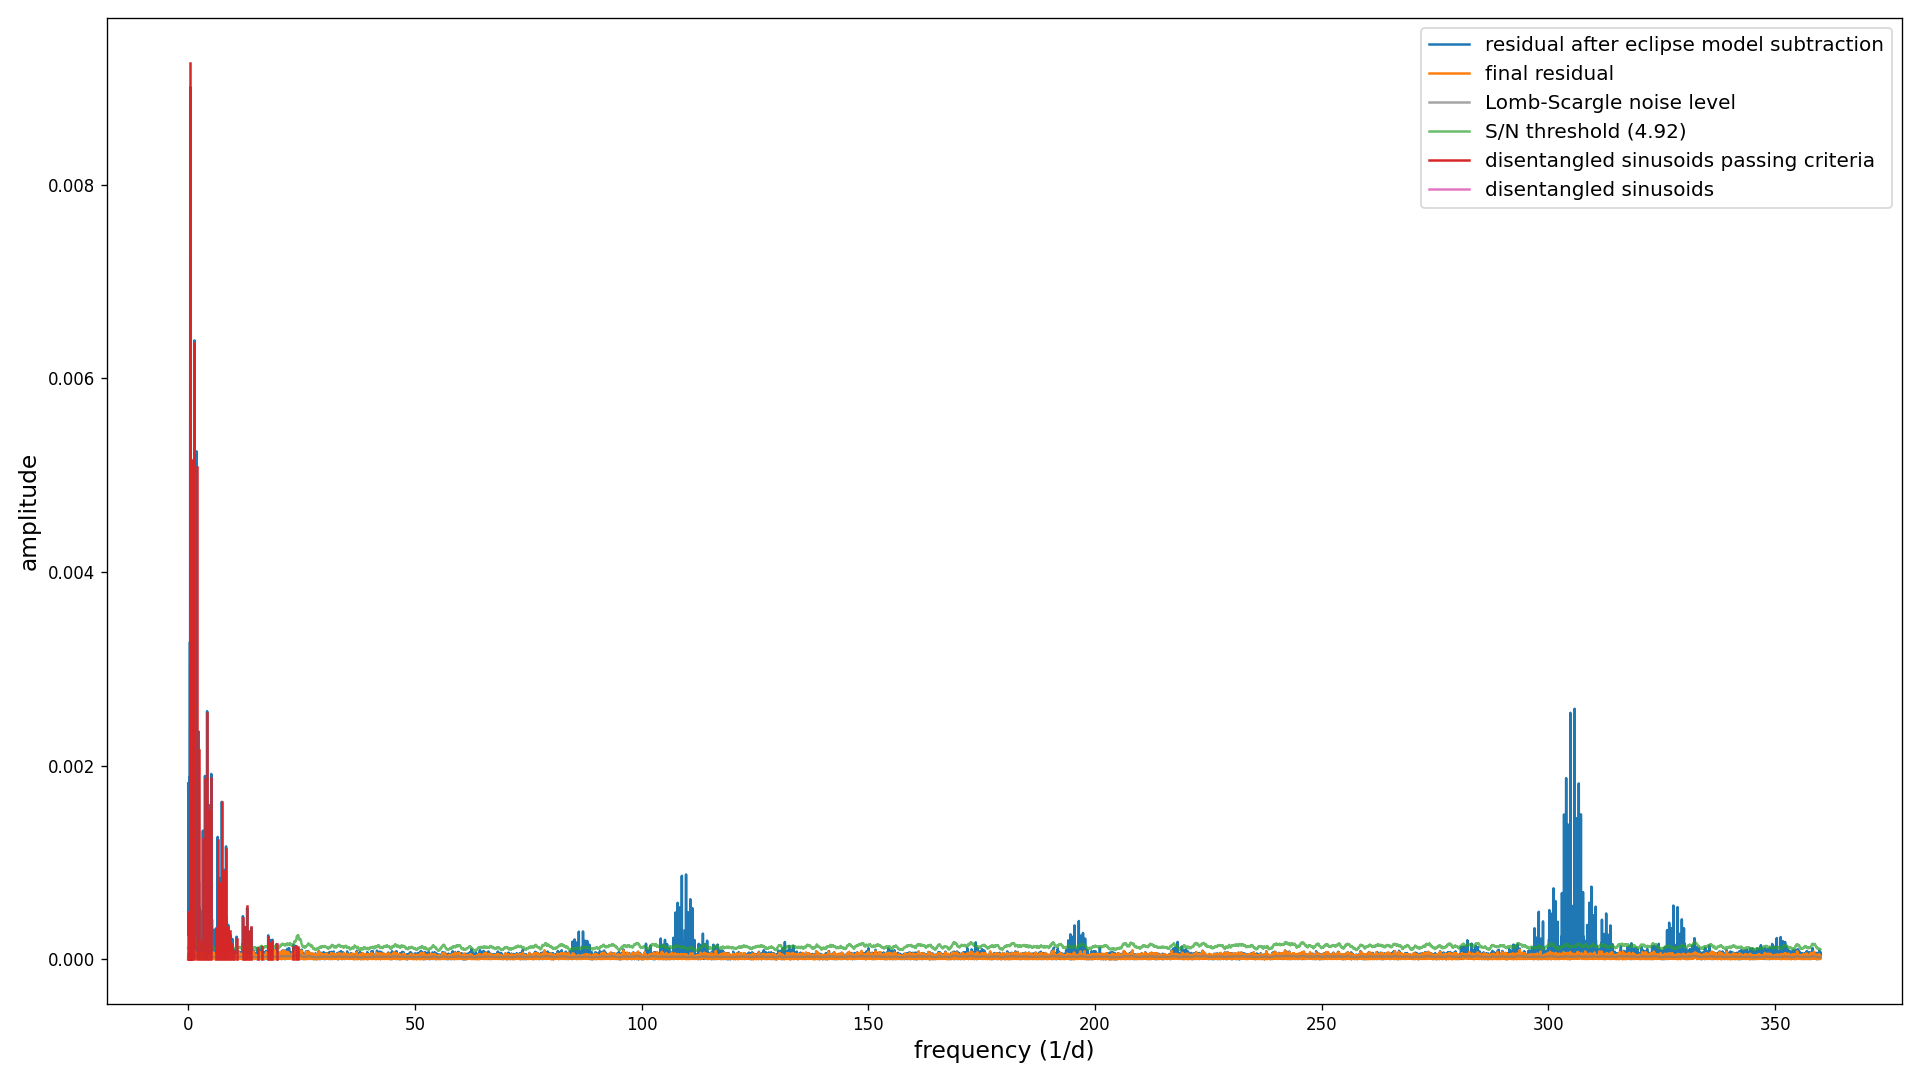 residual after eclipse model subtraction
final residual
Lomb-Scargle noise level
S/N threshold (4.92)
disentangled sinusoids passing criteria
disentangled sinusoids
0.008
0.006
0.004
0.002
0.000
amplitude
0 50 100 150 200 250 300 350
frequency (1/d)